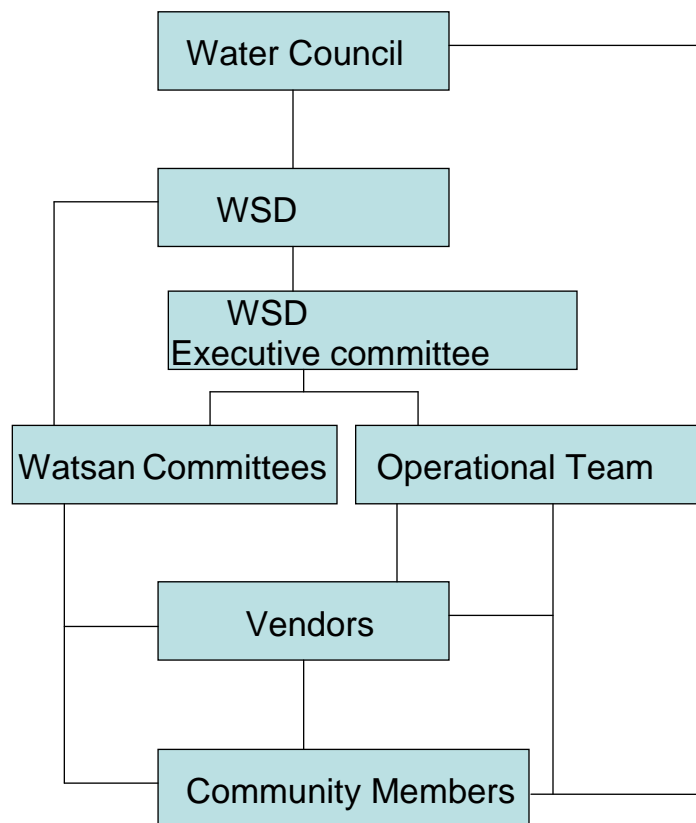 Water Council
WSD
WSD
Executive committee
Watsan Committees
Operational Team
Vendors
Community Members